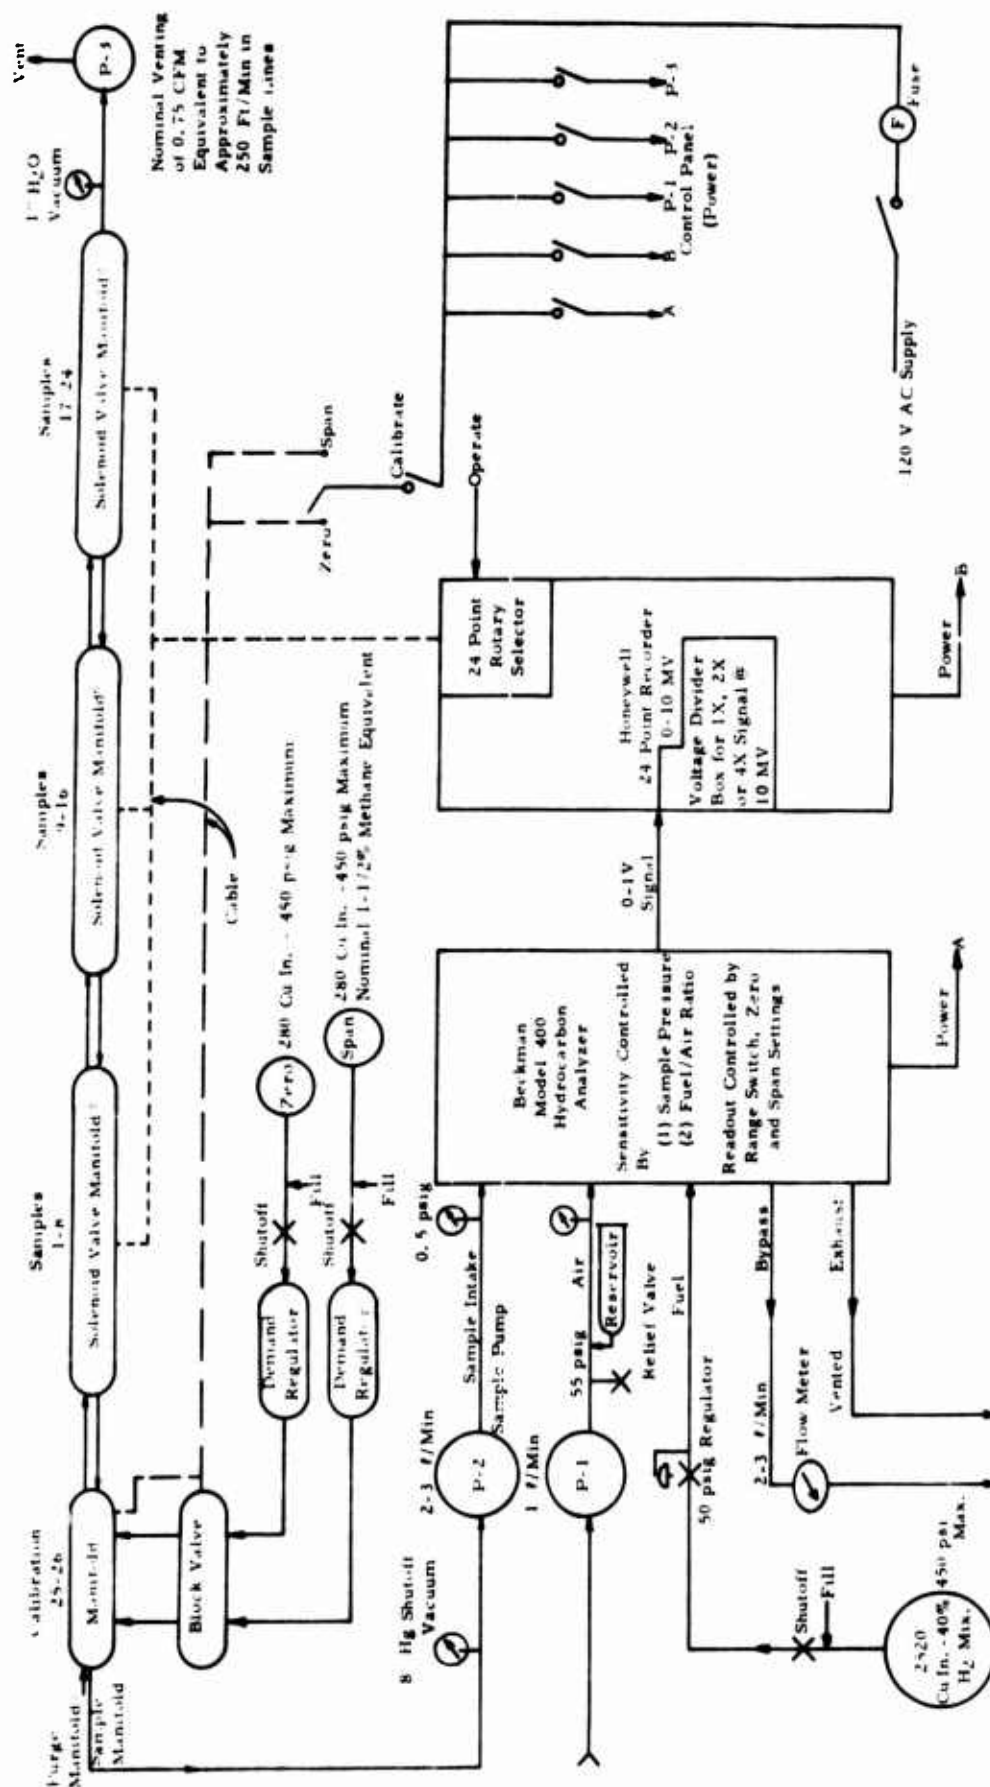 Vent
P-3
1" H2O
Vacuum
Nominal Venting
of 0.75 CFM
Equivalent to
Approximately
250 Ft/Min in
Sample Lines
Samples
17-24
Solenoid Valve Manifold
Samples
9-16
Solenoid Valve Manifold
Samples
1-8
Solenoid Valve Manifold
Calibration
25-26
Manifold
Purge
Manifold
Sample
Manifold
Block Valve
Cable
Zero
Span
Calibrate
Operate
Demand
Regulator
Shutoff
Fill
Zero
280 Cu In. - 450 psig Maximum
Demand
Regulator
Shutoff
Fill
Span
280 Cu In. -450 psig Maximum
Nominal 1-1/2% Methane Equivalent
A
B
P-1
P-2
P-3
Control Panel
(Power)
F
Fuse
120 V AC Supply
24 Point
Rotary
Selector
Honeywell
24 Point Recorder
0-10 MV
Voltage Divider
Box for 1X, 2X
or 4X Signal @
10 MV
Power
B
0-1V
Signal
Beckman
Model 400
Hydrocarbon
Analyzer
Sensitivity Controlled
By
(1) Sample Pressure
(2) Fuel/Air Ratio
Readout Controlled by
Range Switch, Zero
and Span Settings
Power
A
8 Hg Shutoff
Vacuum
2-3 ℓ/Min
P-2
Sample Intake
Sample Pump
0.5 psig
1 ℓ/Min
P-1
55 psig
Air
Reservoir
Relief Valve
Fuel
50 psig Regulator
Bypass
2-3 ℓ/Min
Flow Meter
Exhaust
Vented
Shutoff
Fill
2320
Cu In. -40%
H2 Mix.
450 psi
Max.